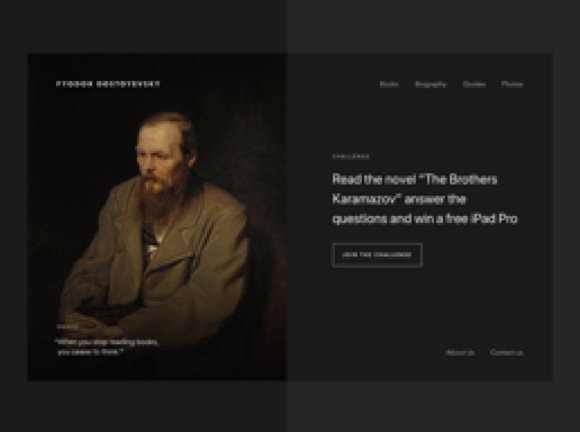 FYODOR DOSTOYEVSKY
Books Biography Quotes Photos
CHALLENGE
Read the novel “The Brothers
Karamazov” answer the
questions and win a free iPad Pro
JOIN THE CHALLENGE
“When you stop reading books,
you cease to think.”
About Us Contact us